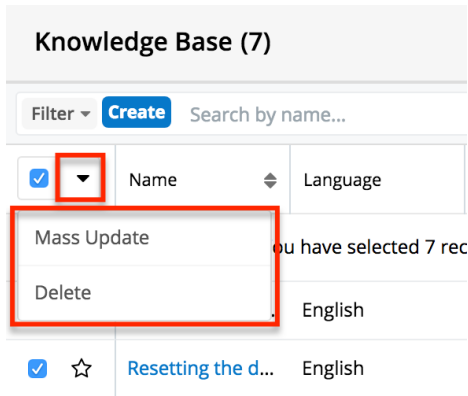 Knowledge Base (7)
Filter Create Search by name...
Name Language
Mass Update
you have selected 7 rec
Delete
English
Resetting the d... English